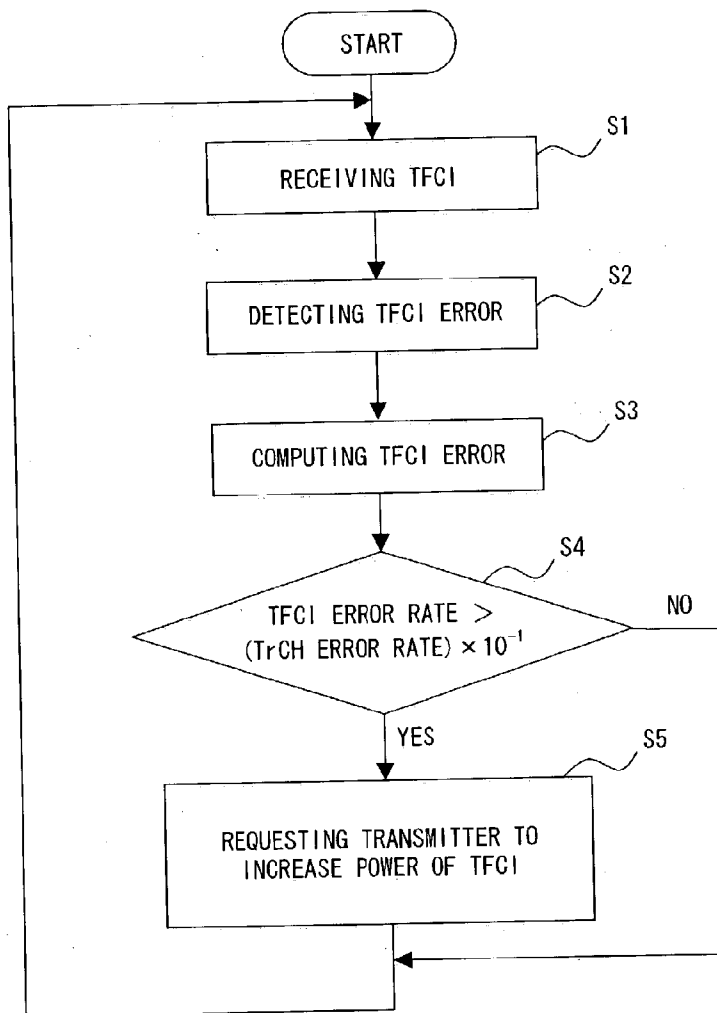 START
S1
RECEIVING TFCI
S2
DETECTING TFCI ERROR
S3
COMPUTING TFCI ERROR
S4
TFCI ERROR RATE >
(TrCH ERROR RATE) × 10⁻¹
NO
YES
S5
REQUESTING TRANSMITTER TO
INCREASE POWER OF TFCI